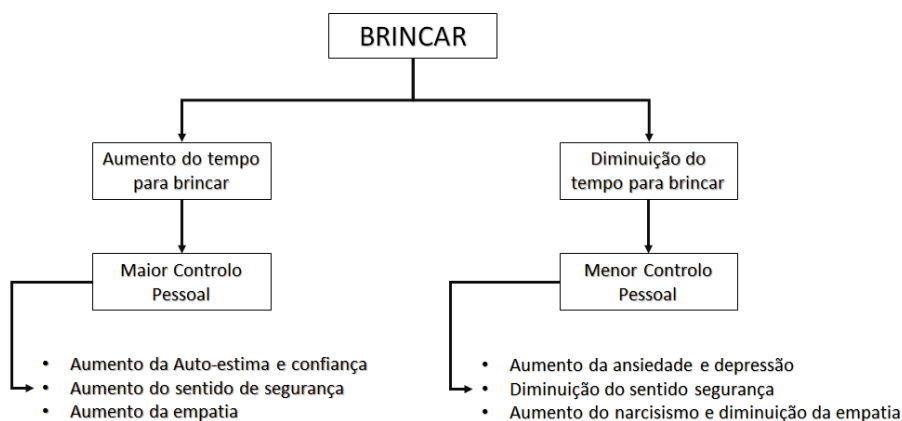 BRINCAR
Aumento do tempo
para brincar
Diminuição do
tempo para brincar
Maior Controlo
Pessoal
Menor Controlo
Pessoal
• Aumento da Auto-estima e confiança
• Aumento do sentido de segurança
• Aumento da empatia
• Aumento da ansiedade e depressão
• Diminuição do sentido segurança
• Aumento do narcisismo e diminuição da empatia